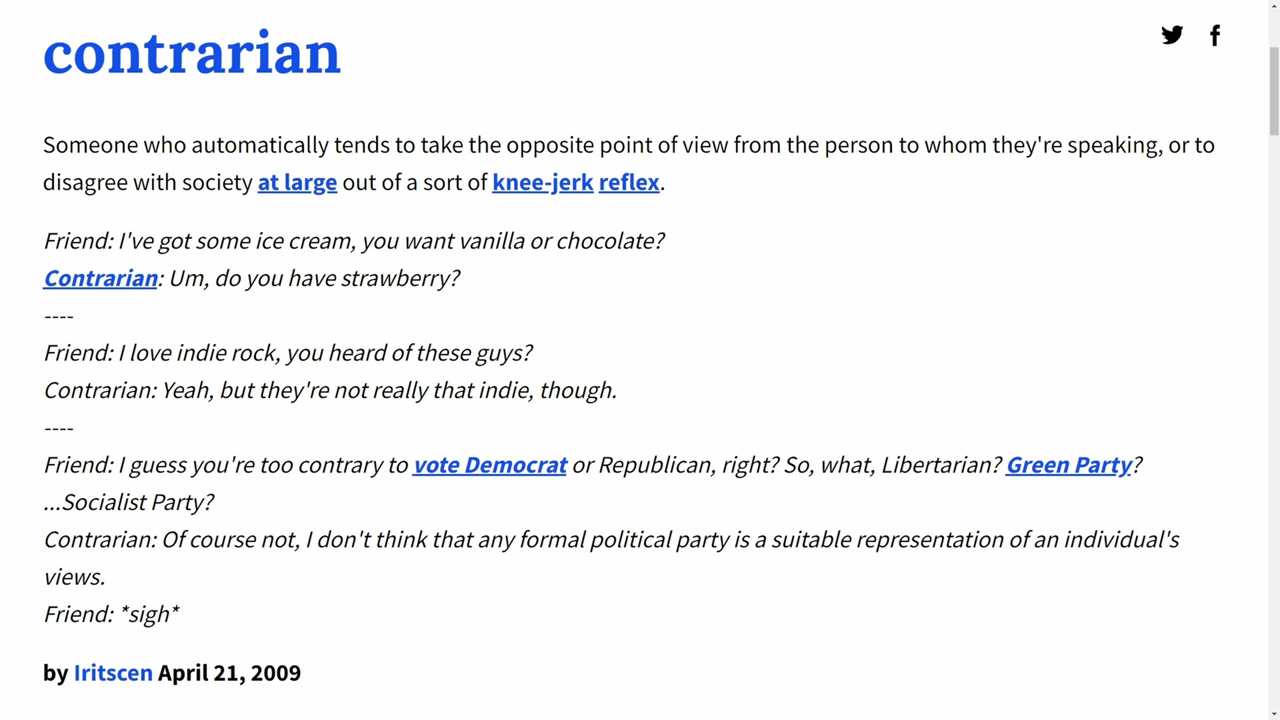 contrarian
Someone who automatically tends to take the opposite point of view from the person to whom they're speaking, or to
disagree with society at large out of a sort of knee-jerk reflex.
Friend: I've got some ice cream, you want vanilla or chocolate?
Contrarian: Um, do you have strawberry?
----
Friend: I love indie rock, you heard of these guys?
Contrarian: Yeah, but they're not really that indie, though.
----
Friend: I guess you're too contrary to vote Democrat or Republican, right? So, what, Libertarian? Green Party?
...Socialist Party?
Contrarian: Of course not, I don't think that any formal political party is a suitable representation of an individual's
views.
Friend: *sigh*
by Iritscen April 21, 2009